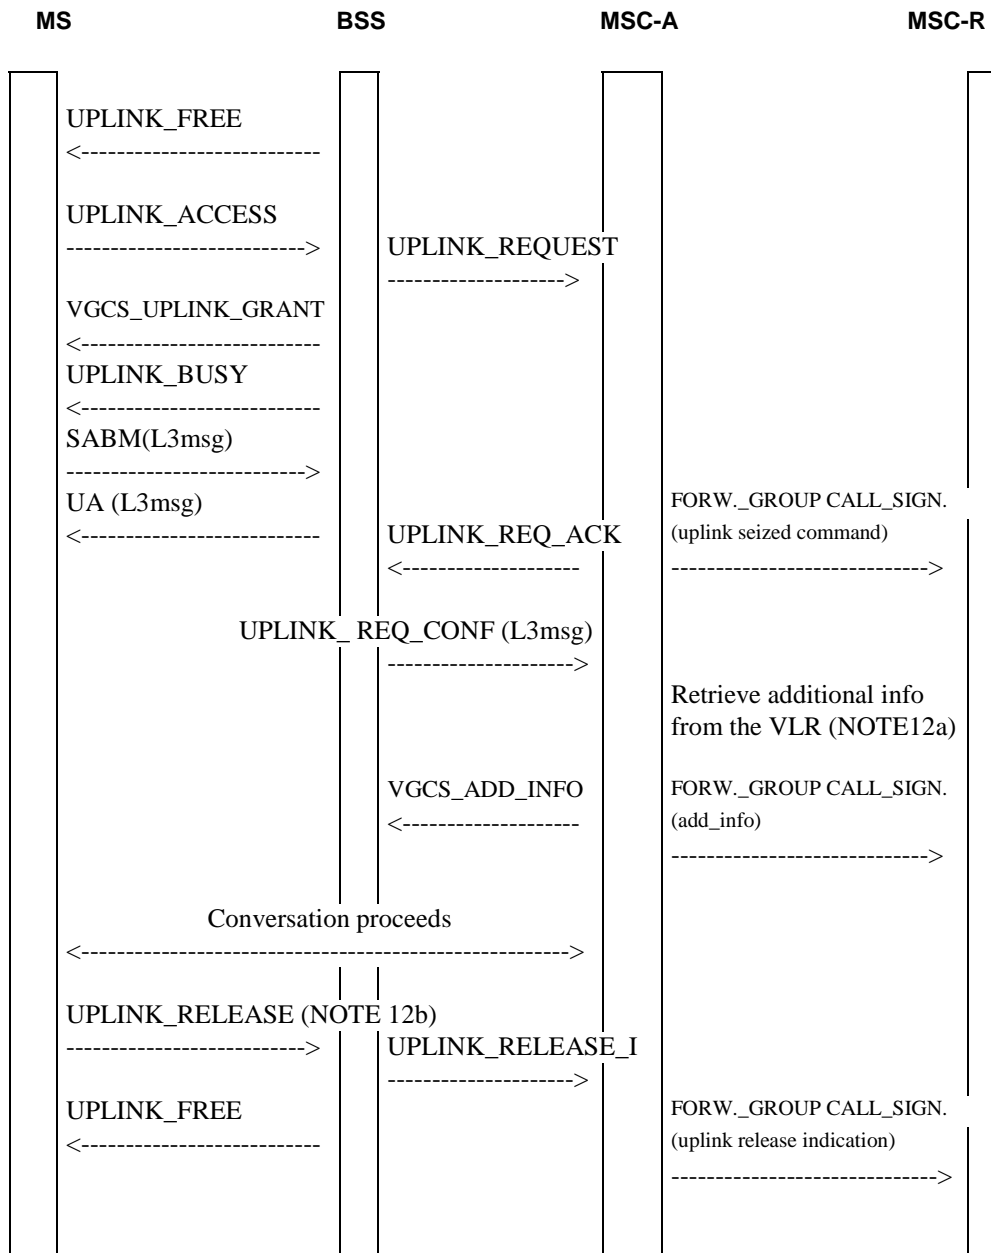 MS BSS MSC-A MSC-R
UPLINK_FREE
<---------------------------
UPLINK_ACCESS
---------------------------> UPLINK_REQUEST
-------------------->
VGCS_UPLINK_GRANT
<---------------------------
UPLINK_BUSY
<---------------------------
SABM(L3msg)
--------------------------->
UA (L3msg) FORW._GROUP CALL_SIGN.
<--------------------------- UPLINK_REQ_ACK (uplink seized command)
<-------------------- ----------------------------->
UPLINK_ REQ_CONF (L3msg)
--------------------->
Retrieve additional info
from the VLR (NOTE12a)
VGCS_ADD_INFO FORW._GROUP CALL_SIGN.
<-------------------- (add_info)
----------------------------->
Conversation proceeds
<------------------------------------------------------->
UPLINK_RELEASE (NOTE 12b)
---------------------------> UPLINK_RELEASE_I
--------------------->
UPLINK_FREE FORW._GROUP CALL_SIGN.
<--------------------------- (uplink release indication)
------------------------------>